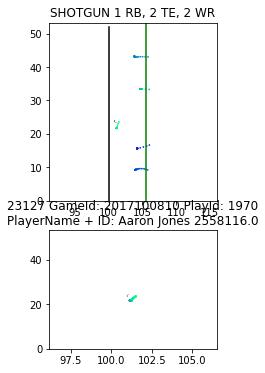 SHOTGUN 1 RB, 2 TE, 2 WR
50
40
30
20
10
0
95 100 105 110 115
23127 GameId: 2017100810 PlayId: 1970
PlayerName + ID: Aaron Jones 2558116.0
40
20
0
97.5 100.0 102.5 105.0